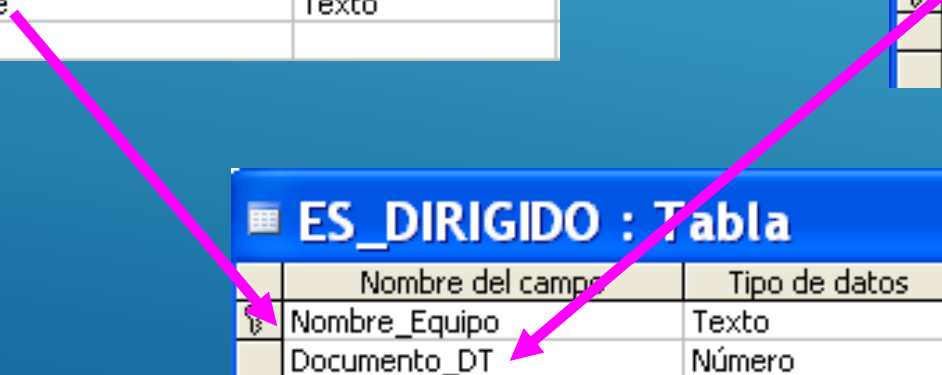 Texto
ES_DIRIGIDO : Tabla
Nombre del campo Tipo de datos
Nombre_Equipo Texto
Documento_DT Número